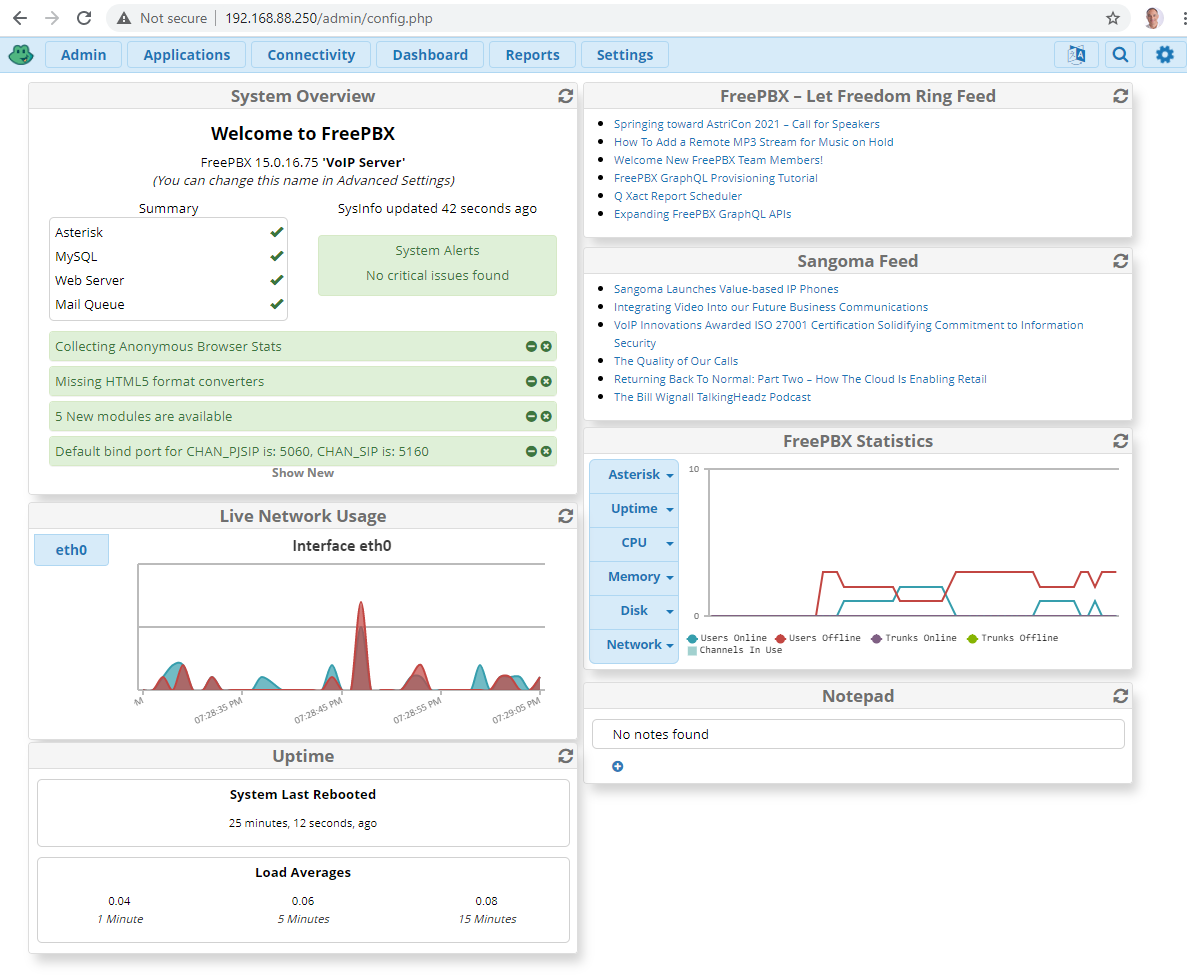 Not secure
192.168.88.250/admin/config.php
Admin
Applications
Connectivity
Dashboard
Reports
Settings
System Overview
Welcome to FreePBX
FreePBX 15.0.16.75 'VoIP Server'
(You can change this name in Advanced Settings)
Summary
Asterisk
MySQL
Web Server
Mail Queue
SysInfo updated 42 seconds ago
System Alerts
No critical issues found
Collecting Anonymous Browser Stats
Missing HTML5 format converters
5 New modules are available
Default bind port for CHAN_PJSIP is: 5060, CHAN_SIP is: 5160
Show New
Live Network Usage
eth0
Interface eth0
M
07:28:35 PM
07:28:45 PM
07:28:55 PM
07:29:05 PM
Uptime
System Last Rebooted
25 minutes, 12 seconds, ago
Load Averages
0.04
1 Minute
0.06
5 Minutes
0.08
15 Minutes
FreePBX – Let Freedom Ring Feed
Springing toward AstriCon 2021 – Call for Speakers
How To Add a Remote MP3 Stream for Music on Hold
Welcome New FreePBX Team Members!
FreePBX GraphQL Provisioning Tutorial
Q Xact Report Scheduler
Expanding FreePBX GraphQL APIs
Sangoma Feed
Sangoma Launches Value-based IP Phones
Integrating Video Into our Future Business Communications
VoIP Innovations Awarded ISO 27001 Certification Solidifying Commitment to Information
Security
The Quality of Our Calls
Returning Back To Normal: Part Two – How The Cloud Is Enabling Retail
The Bill Wignall TalkingHeadz Podcast
FreePBX Statistics
Asterisk
Uptime
CPU
Memory
Disk
Network
10
0
Users Online
Users Offline
Trunks Online
Trunks Offline
Channels In Use
Notepad
No notes found